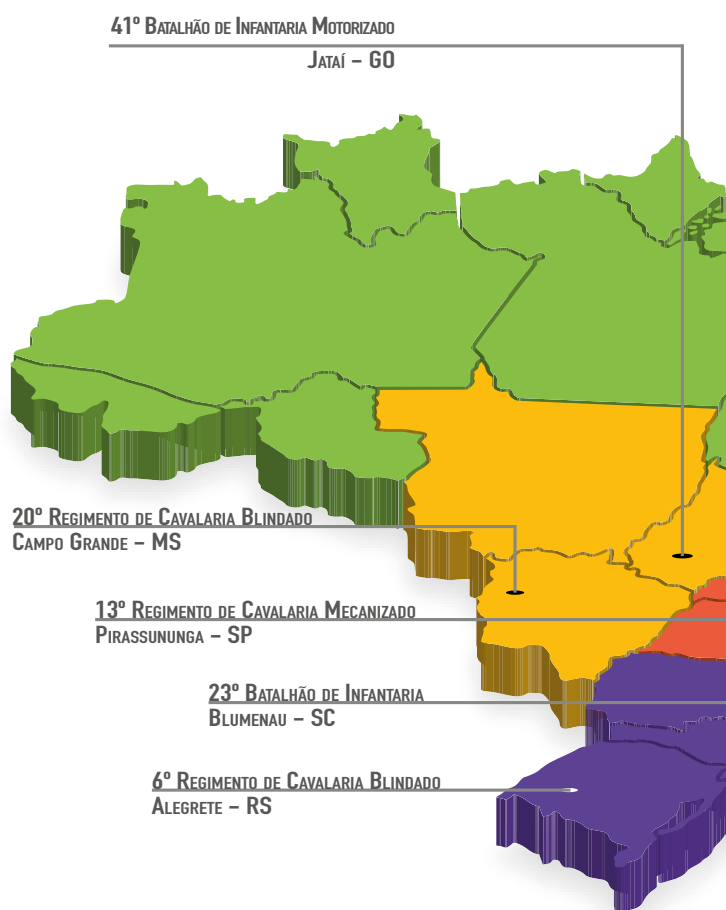 41º Batalhão de Infantaria Motorizado
Jataí – GO
20º Regimento de Cavalaria Blindado
Campo Grande – MS
13º Regimento de Cavalaria Mecanizado
Pirassununga – SP
23º Batalhão de Infantaria
Blumenau – SC
6º Regimento de Cavalaria Blindado
Alegrete – RS